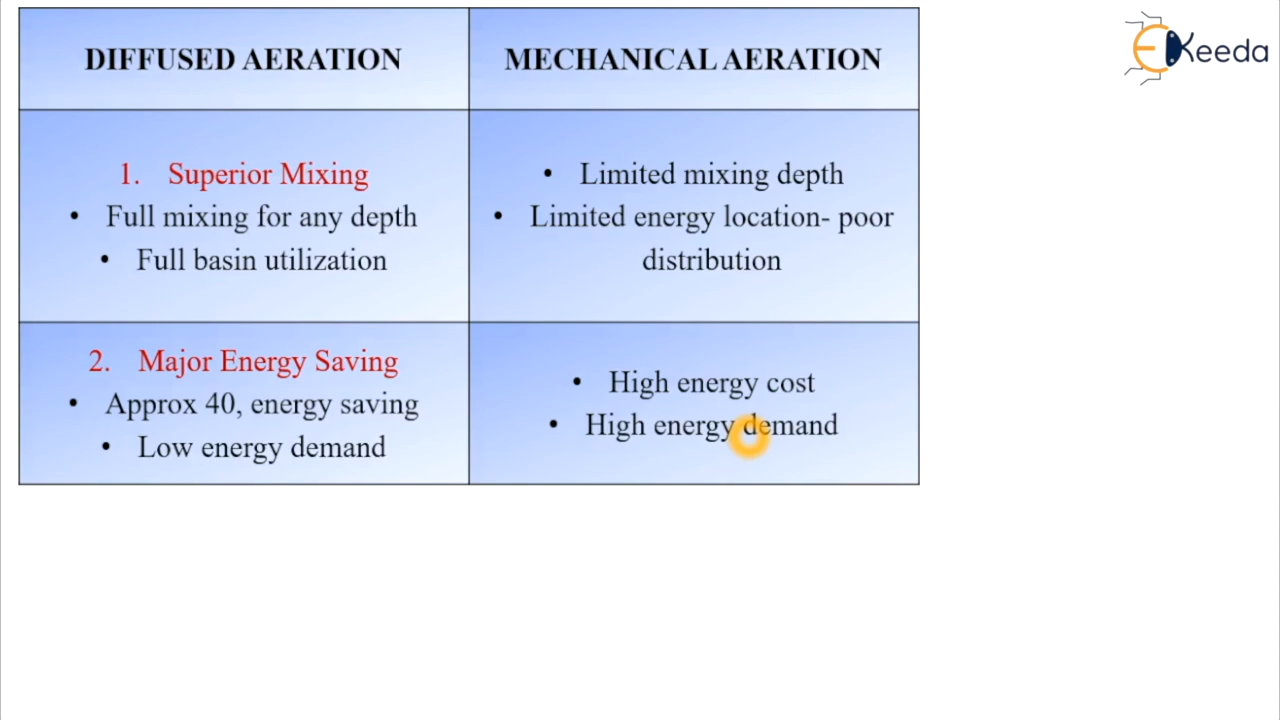 DIFFUSED AERATION
MECHANICAL AERATION
1. Superior Mixing
• Full mixing for any depth
• Full basin utilization
• Limited mixing depth
• Limited energy location- poor
distribution
2. Major Energy Saving
• Approx 40, energy saving
• Low energy demand
• High energy cost
• High energy demand
EKeeda